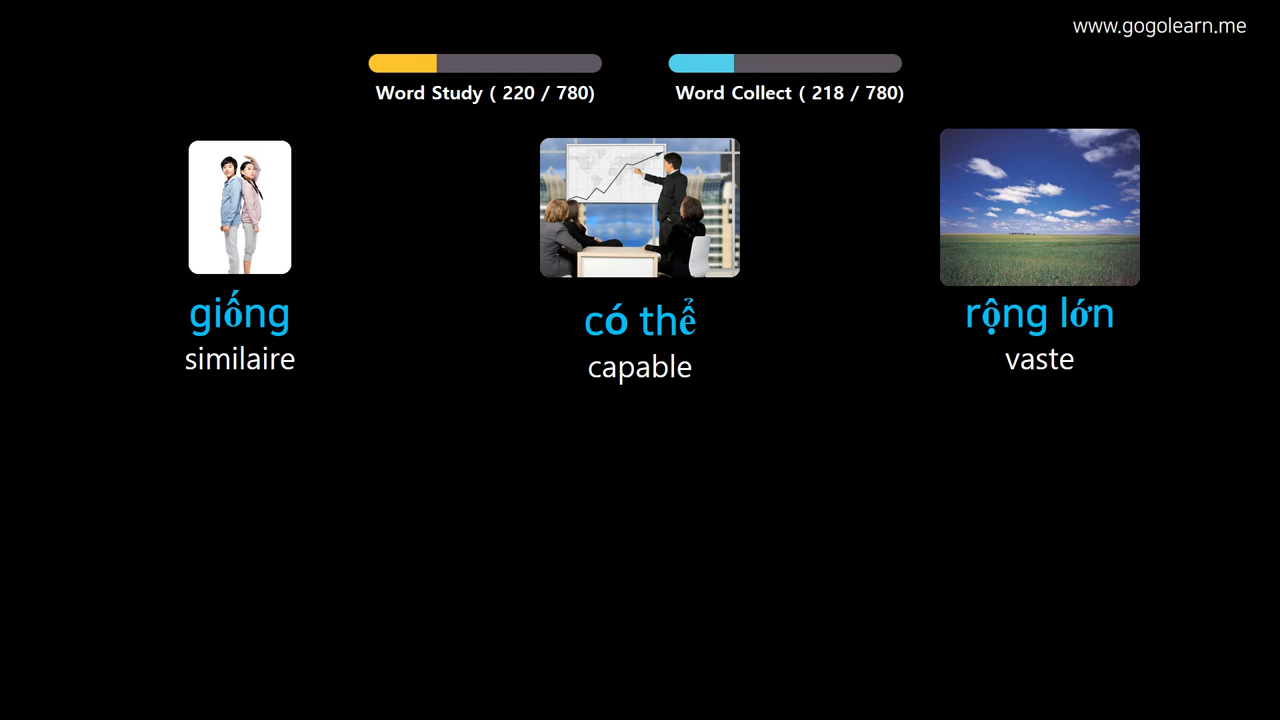 www.gogolearn.me
Word Study ( 220 / 780)
Word Collect ( 218 / 780)
giống
similaire
có thể
capable
rộng lớn
vaste